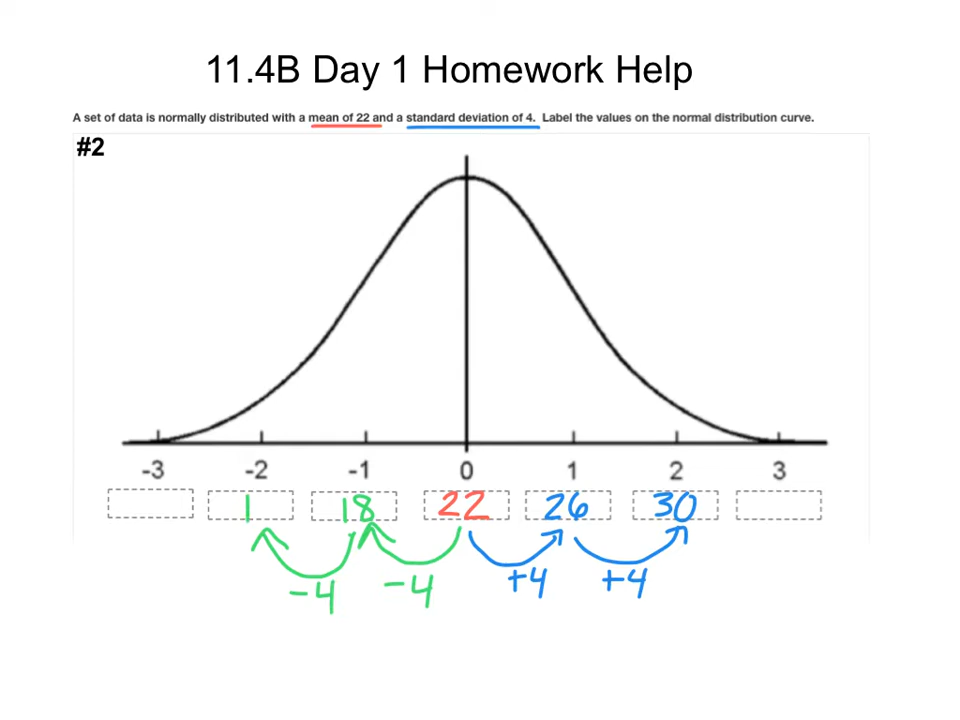 11.4B Day 1 Homework Help
A set of data is normally distributed with a mean of 22 and a standard deviation of 4. Label the values on the normal distribution curve.
#2
-3 -2 -1 0 1 2 3
1 18 22 26 30
-4 -4 +4 +4